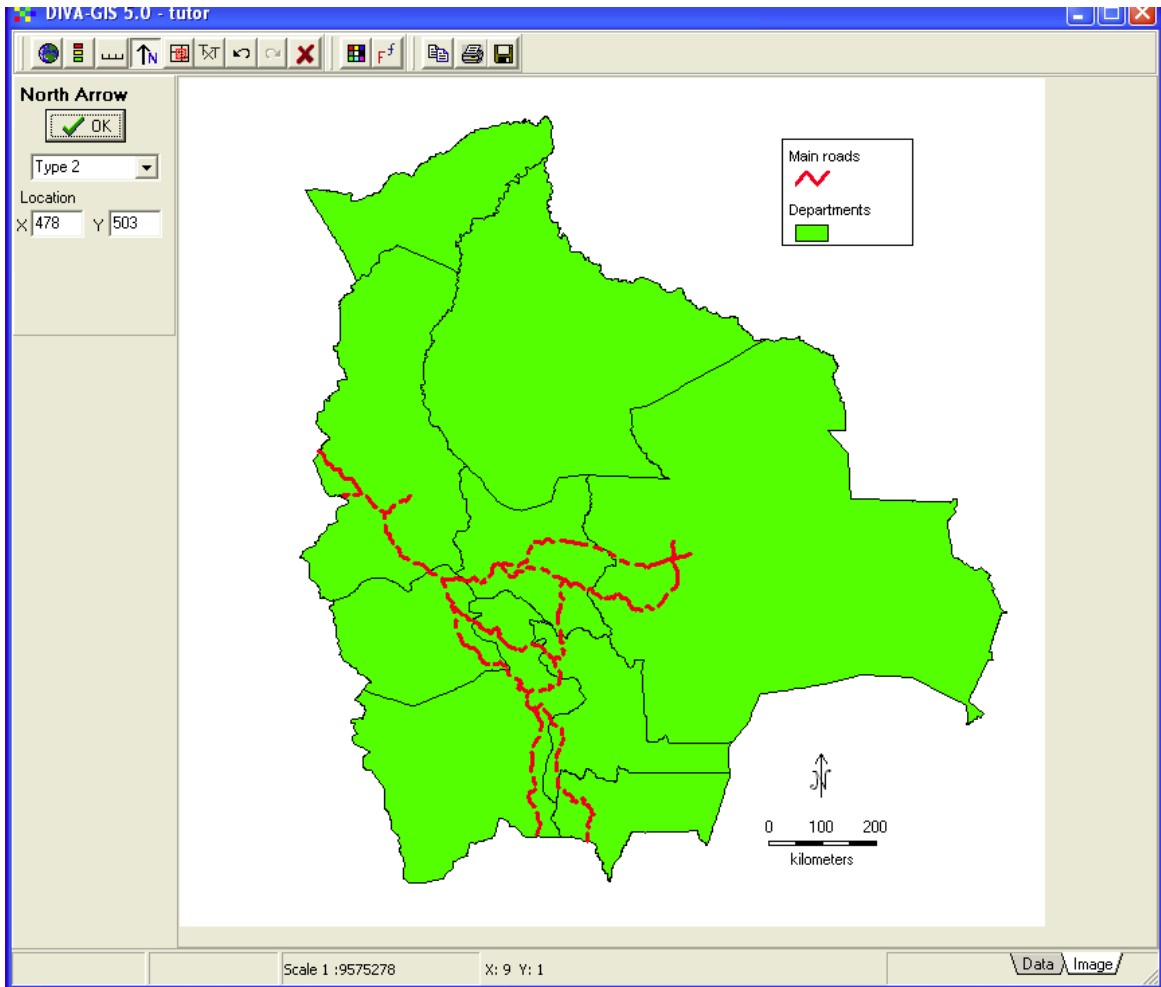 DIVA-GIS 5.0 - tutor
N TXT F f
North Arrow
OK
Type 2
Location
X 478 Y 503
Main roads
Departments
N
0 100 200
kilometers
Scale 1 :9575278 X: 9 Y: 1
Data Image